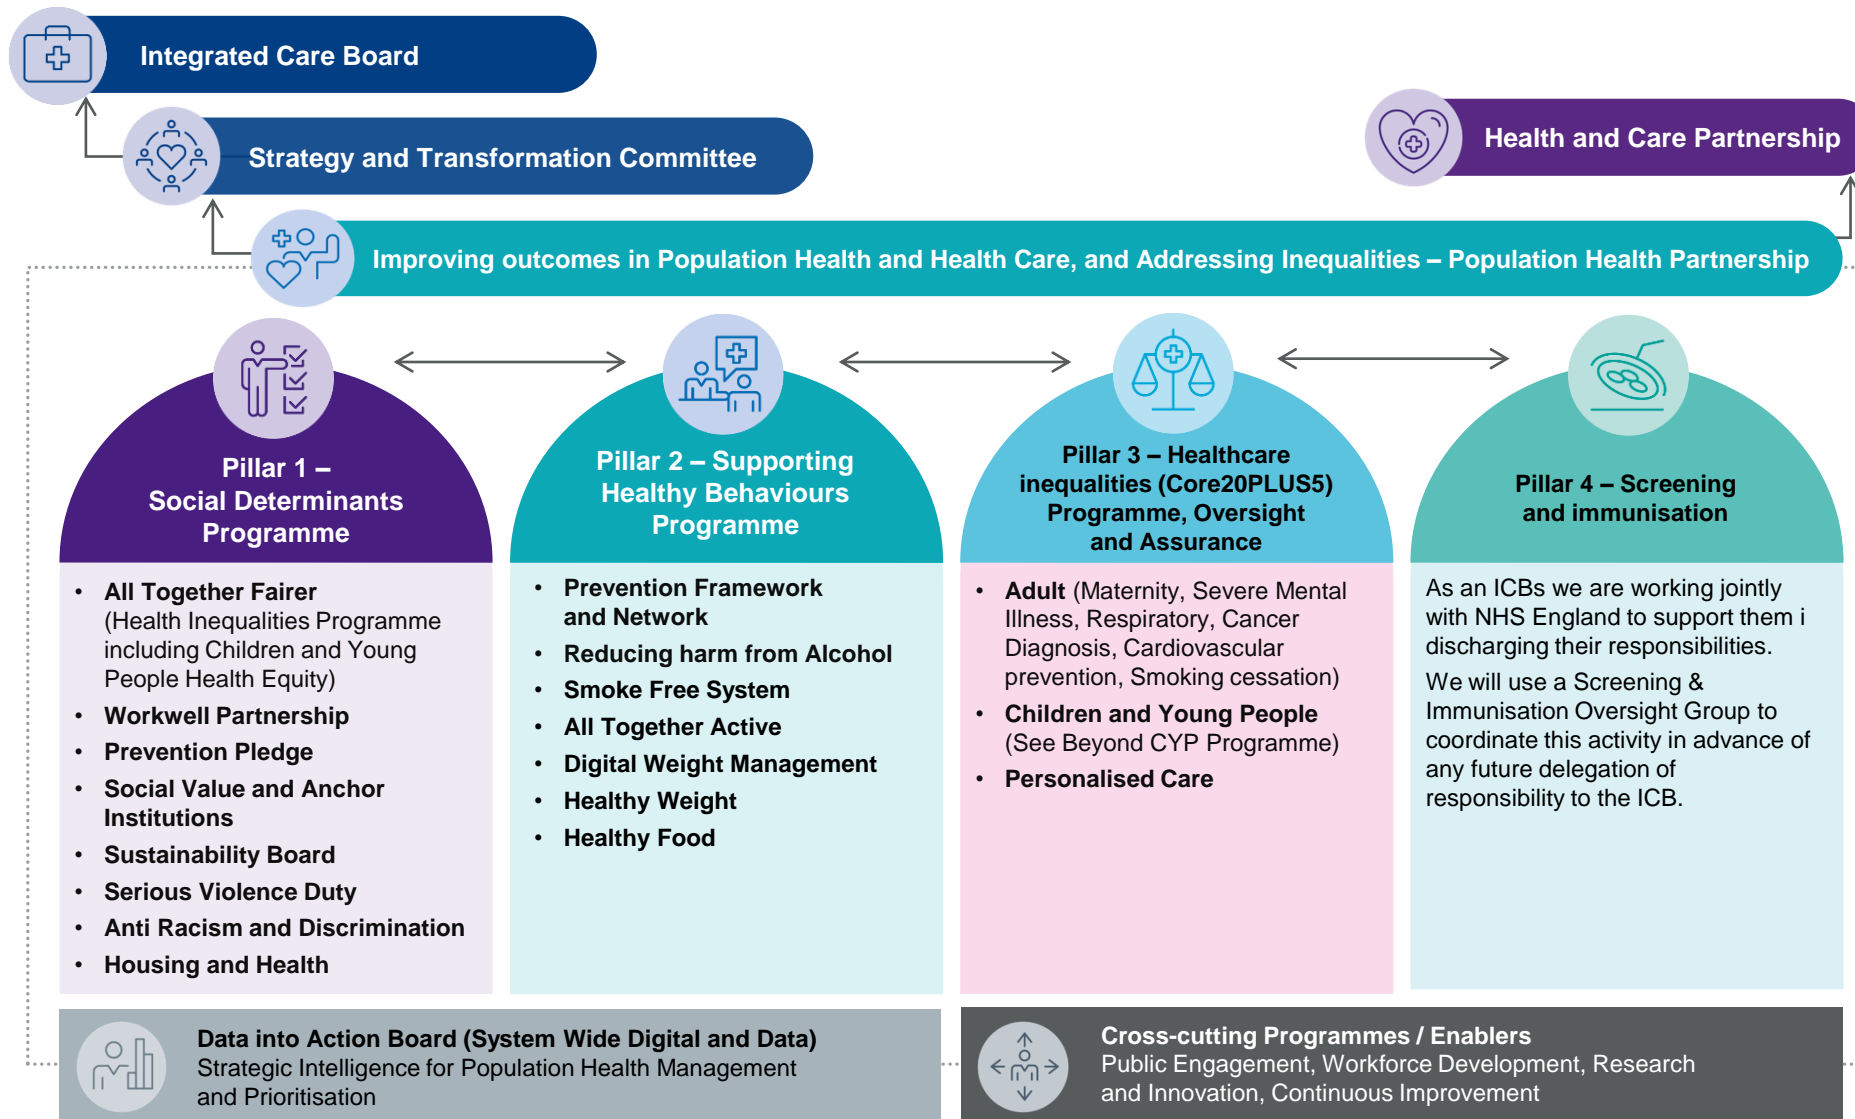 Integrated Care Board
Strategy and Transformation Committee
Health and Care Partnership
Improving outcomes in Population Health and Health Care, and Addressing Inequalities – Population Health Partnership
Pillar 1 –
Social Determinants
Programme
• All Together Fairer
(Health Inequalities Programme
including Children and Young
People Health Equity)
• Workwell Partnership
• Prevention Pledge
• Social Value and Anchor
Institutions
• Sustainability Board
• Serious Violence Duty
• Anti Racism and Discrimination
• Housing and Health
Pillar 2 – Supporting
Healthy Behaviours
Programme
• Prevention Framework
and Network
• Reducing harm from Alcohol
• Smoke Free System
• All Together Active
• Digital Weight Management
• Healthy Weight
• Healthy Food
Pillar 3 – Healthcare
inequalities (Core20PLUS5)
Programme, Oversight
and Assurance
• Adult (Maternity, Severe Mental
Illness, Respiratory, Cancer
Diagnosis, Cardiovascular
prevention, Smoking cessation)
• Children and Young People
(See Beyond CYP Programme)
• Personalised Care
Pillar 4 – Screening
and immunisation
As an ICBs we are working jointly
with NHS England to support them i
discharging their responsibilities.
We will use a Screening &
Immunisation Oversight Group to
coordinate this activity in advance of
any future delegation of
responsibility to the ICB.
Data into Action Board (System Wide Digital and Data)
Strategic Intelligence for Population Health Management
and Prioritisation
Cross-cutting Programmes / Enablers
Public Engagement, Workforce Development, Research
and Innovation, Continuous Improvement